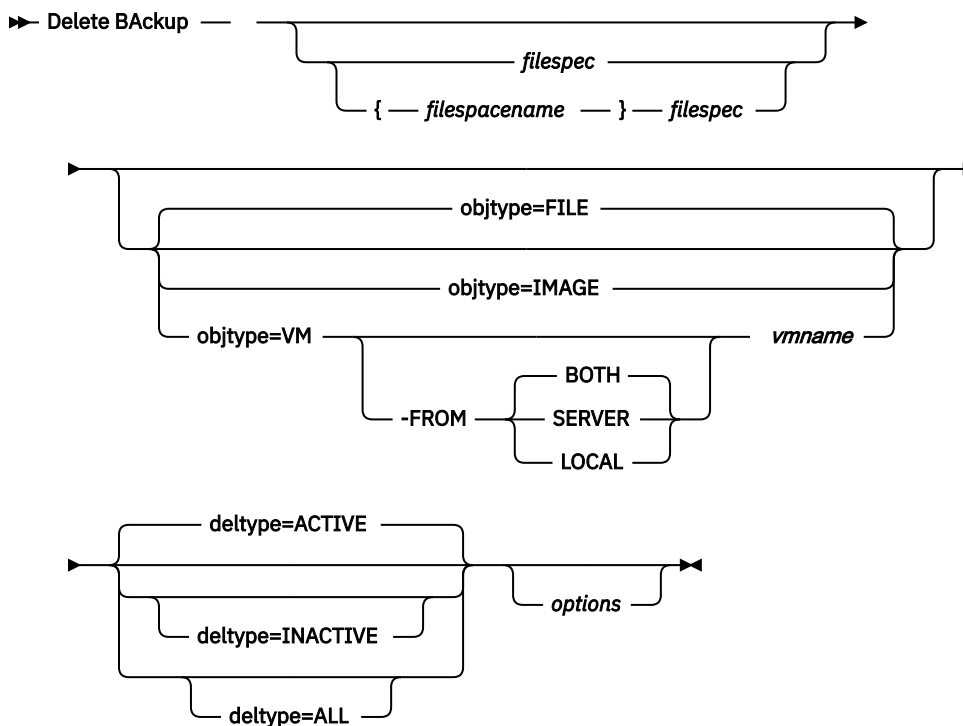 Delete BAckup
filespec
{ filespacename } filespec
objtype=FILE
objtype=IMAGE
objtype=VM vmname
BOTH
-FROM SERVER
LOCAL
deltype=ACTIVE
options
deltype=INACTIVE
deltype=ALL